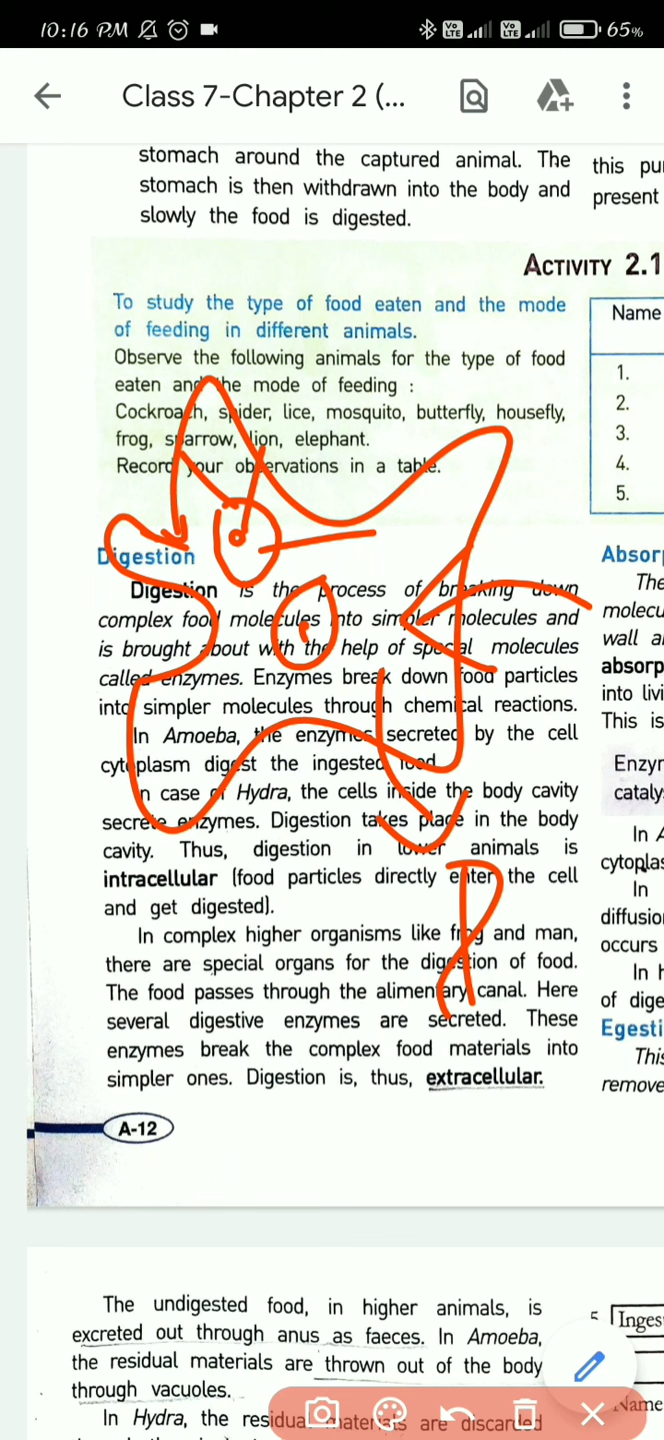 10:16 PM
Vo LTE
Vo LTE
65%
Class 7-Chapter 2 (...
stomach around the captured animal. The
stomach is then withdrawn into the body and
slowly the food is digested.
this pu
present
ACTIVITY 2.1
To study the type of food eaten and the mode
of feeding in different animals.
Observe the following animals for the type of food
eaten and the mode of feeding :
Cockroach, spider, lice, mosquito, butterfly, housefly,
frog, sparrow, lion, elephant.
Record your observations in a table.
Name
1.
2.
3.
4.
5.
Digestion
Digestion is the process of breaking down
complex food molecules into simpler molecules and
is brought about with the help of special molecules
called enzymes. Enzymes break down food particles
into simpler molecules through chemical reactions.
In Amoeba, the enzymes secreted by the cell
cytoplasm digest the ingested food.
In case of Hydra, the cells inside the body cavity
secrete enzymes. Digestion takes place in the body
cavity. Thus, digestion in lower animals is
intracellular (food particles directly enter the cell
and get digested).
In complex higher organisms like frog and man,
there are special organs for the digestion of food.
The food passes through the alimentary canal. Here
several digestive enzymes are secreted. These
enzymes break the complex food materials into
simpler ones. Digestion is, thus, extracellular.
A-12
Absorp
The
molecu
wall a
absorp
into livi
This is
Enzyr
cataly
In A
cytoplas
In
diffusio
occurs
In h
of dige
Egesti
This
remove
The undigested food, in higher animals, is
excreted out through anus as faeces. In Amoeba,
the residual materials are thrown out of the body
through vacuoles.
In Hydra, the residual materials are discarded
5
Inges
Name